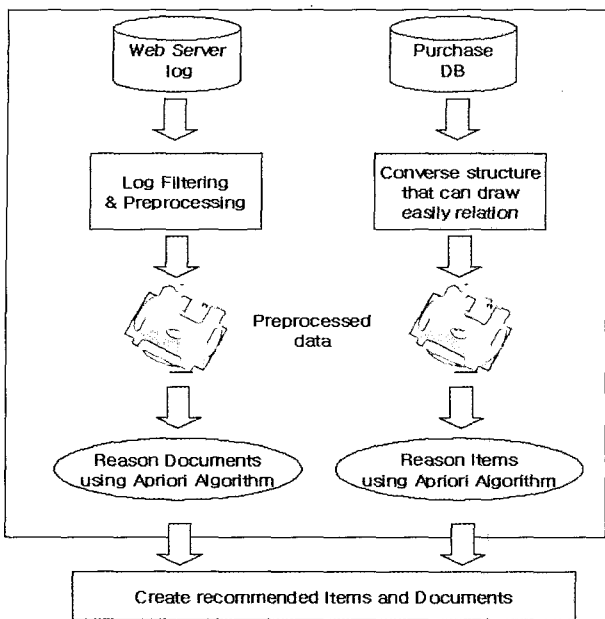 Web Server
log
Purchase
DB
Log Filtering
& Preprocessing
Converse structure
that can draw
easily relation
Preprocessed
data
Reason Documents
using Apriori Algorithm
Reason Items
using Apriori Algorithm
Create recommended Items and Documents